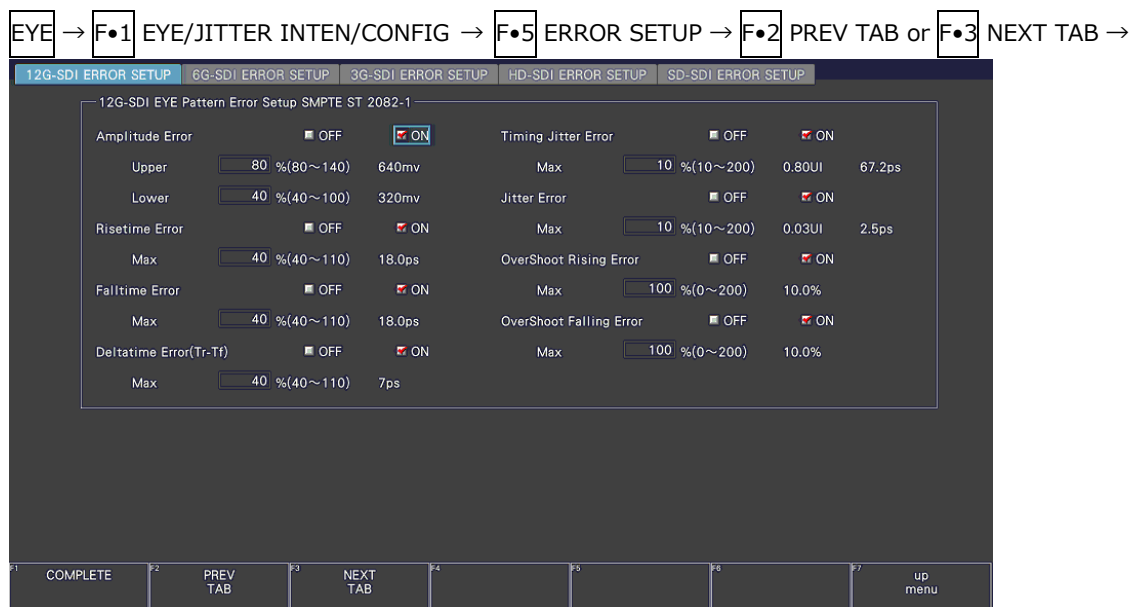 EYE → F•1 EYE/JITTER INTEN/CONFIG → F•5 ERROR SETUP → F•2 PREV TAB or F•3 NEXT TAB →
12G-SDI ERROR SETUP 6G-SDI ERROR SETUP 3G-SDI ERROR SETUP HD-SDI ERROR SETUP SD-SDI ERROR SETUP
12G-SDI EYE Pattern Error Setup SMPTE ST 2082-1
Amplitude Error OFF ON Timing Jitter Error OFF ON
Upper 80 %(80~140) 640mv Max 10 %(10~200) 0.80UI 67.2ps
Lower 40 %(40~100) 320mv Jitter Error OFF ON
Risetime Error OFF ON Max 10 %(10~200) 0.03UI 2.5ps
Max 40 %(40~110) 18.0ps OverShoot Rising Error OFF ON
Falltime Error OFF ON Max 100 %(0~200) 10.0%
Max 40 %(40~110) 18.0ps OverShoot Falling Error OFF ON
Deltatime Error(Tr-Tf) OFF ON Max 100 %(0~200) 10.0%
Max 40 %(40~110) 7ps
F1 COMPLETE F2 PREV TAB F3 NEXT TAB F4 F5 F6 F7 up menu